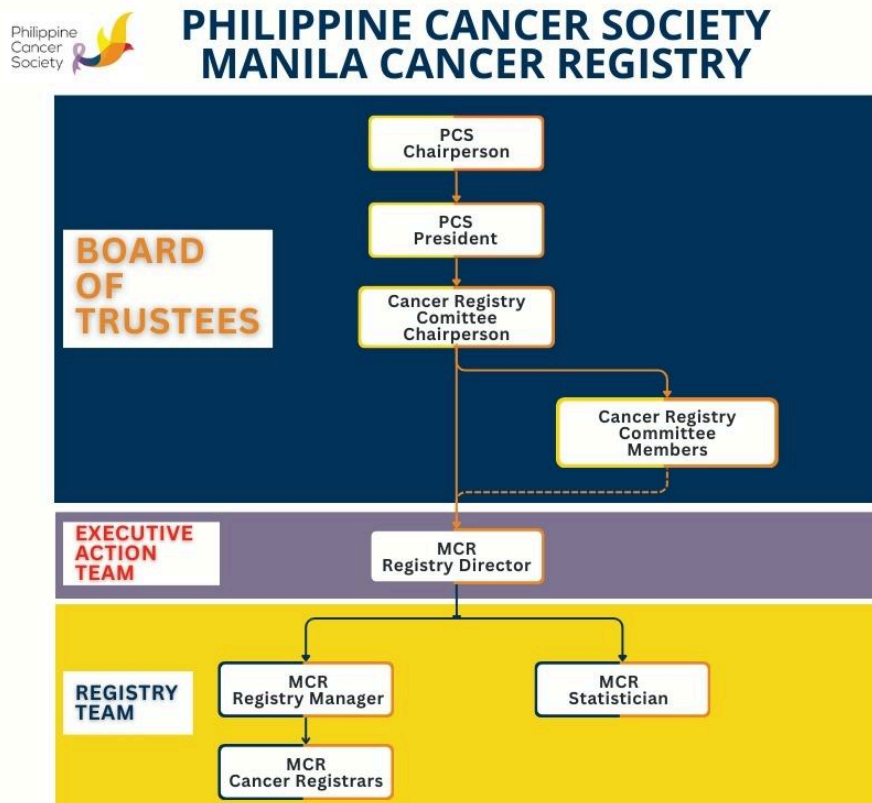 Philippine
Cancer
Society
PHILIPPINE CANCER SOCIETY
MANILA CANCER REGISTRY
BOARD
OF
TRUSTEES
PCS
Chairperson
PCS
President
Cancer Registry
Comittee
Chairperson
Cancer Registry
Committee
Members
EXECUTIVE
ACTION
TEAM
MCR
Registry Director
REGISTRY
TEAM
MCR
Registry Manager
MCR
Statistician
MCR
Cancer Registrars